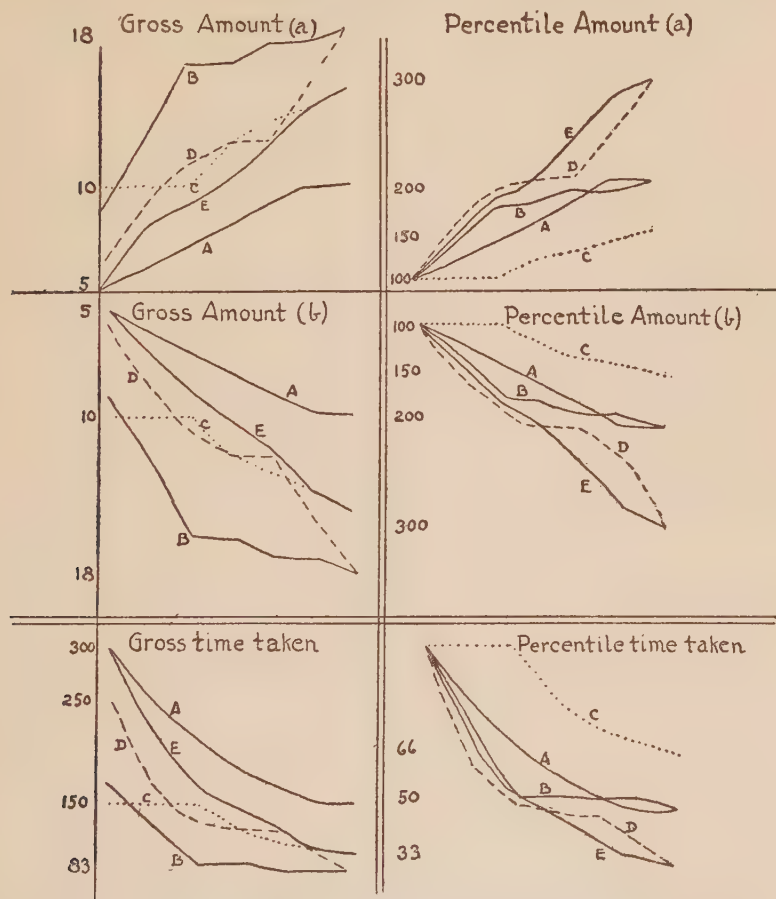 Gross Amount (a)
18
B
D
10
C
E
A
5
Percentile Amount (a)
300
E
D
200
B
150
A
C
100
Gross Amount (b)
5
A
D
10
C
E
B
18
Percentile Amount (b)
100
C
150
A
B
200
D
E
300
Gross time taken
300
250
A
D
E
150
C
B
83
Percentile time taken
C
66
A
50
B
D
33
E